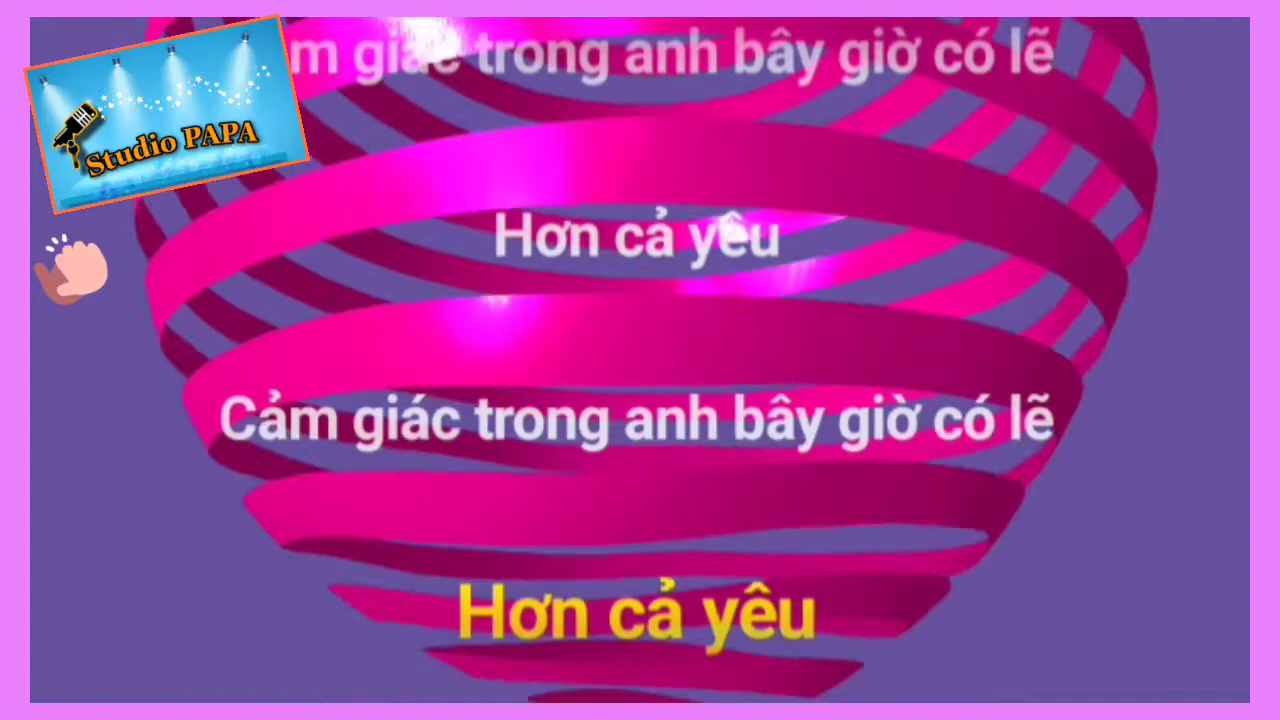 Studio PAPA
giác trong anh bây giờ có lẽ
Hơn cả yêu
Cảm giác trong anh bây giờ có lẽ
Hơn cả yêu